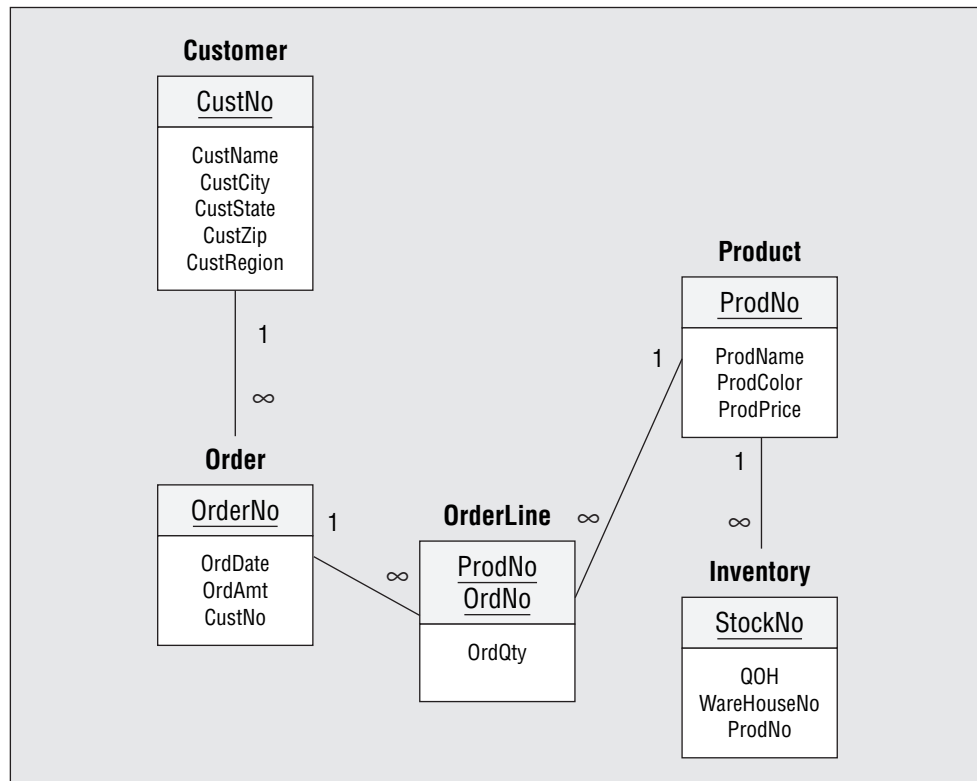 Customer
CustNo
CustName
CustCity
CustState
CustZip
CustRegion
1
∞
Product
ProdNo
ProdName
ProdColor
ProdPrice
1
∞
1
∞
Order
OrderNo
OrdDate
OrdAmt
CustNo
1
∞
OrderLine
ProdNo
OrdNo
OrdQty
Inventory
StockNo
QOH
WareHouseNo
ProdNo